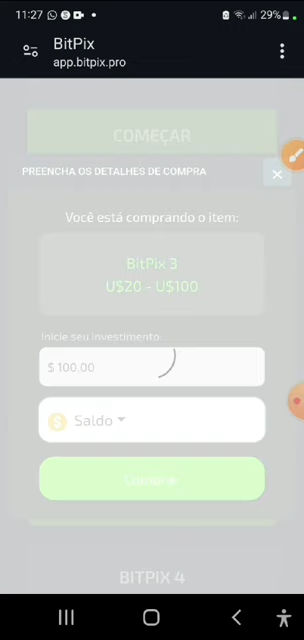 11:27
29%
BitPix
app.bitpix.pro
COMEÇAR
PREENCHA OS DETALHES DE COMPRA
Você está comprando o item:
BitPix 3
U$20 - U$100
Inicie seu investimento:
$ 100,00
Saldo
BITPIX 4